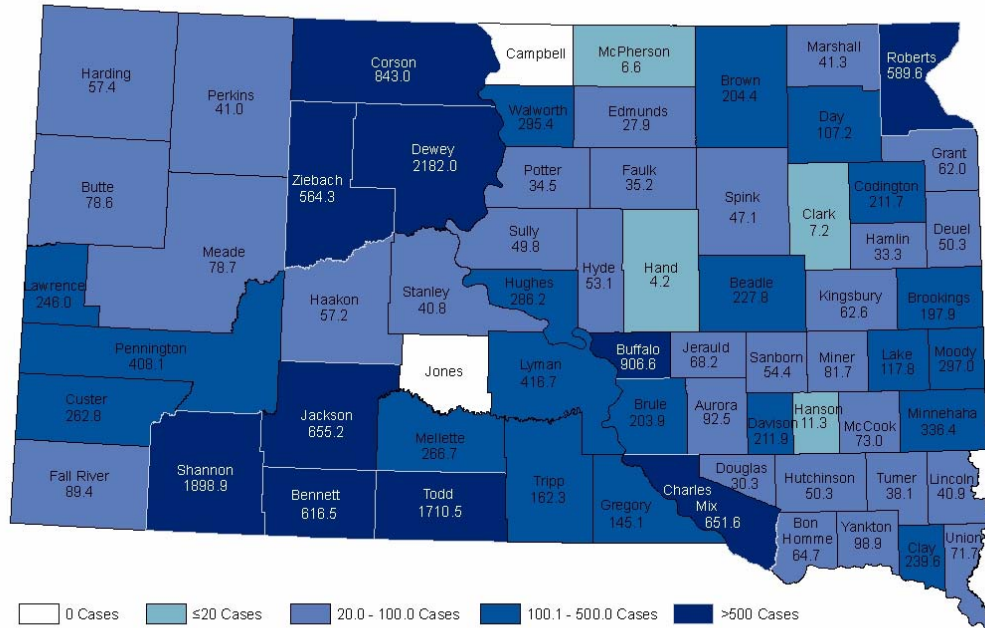 Harding
57.4
Perkins
41.0
Corson
843.0
Campbell
McPherson
6.6
Brown
204.4
Marshall
41.3
Roberts
589.6
Walworth
295.4
Edmunds
27.9
Day
107.2
Dewey
2182.0
Ziebach
564.3
Butte
78.6
Meade
78.7
Potter
34.5
Faulk
35.2
Spink
47.1
Clark
7.2
Codington
211.7
Grant
62.0
Deuel
50.3
Hamlin
33.3
Sully
49.8
Hyde
53.1
Hand
4.2
Lawrence
246.0
Haakon
57.2
Stanley
40.8
Hughes
286.2
Beadle
227.8
Kingsbury
62.6
Brookings
197.9
Pennington
408.1
Jones
Lyman
416.7
Buffalo
906.6
Jerauld
68.2
Sanborn
54.4
Miner
81.7
Lake
117.8
Moody
297.0
Custer
262.8
Jackson
655.2
Mellette
266.7
Brule
203.9
Aurora
92.5
Davison
211.9
Hanson
11.3
McCook
73.0
Minnehaha
336.4
Fall River
89.4
Shannon
1898.9
Bennett
616.5
Todd
1710.5
Tripp
162.3
Gregory
145.1
Charles
Mix
651.6
Douglas
30.3
Hutchinson
50.3
Turner
38.1
Lincoln
40.9
Bon
Homme
64.7
Yankton
98.9
Clay
239.6
Union
71.7
0 Cases
≤20 Cases
20.0 - 100.0 Cases
100.1 - 500.0 Cases
>500 Cases